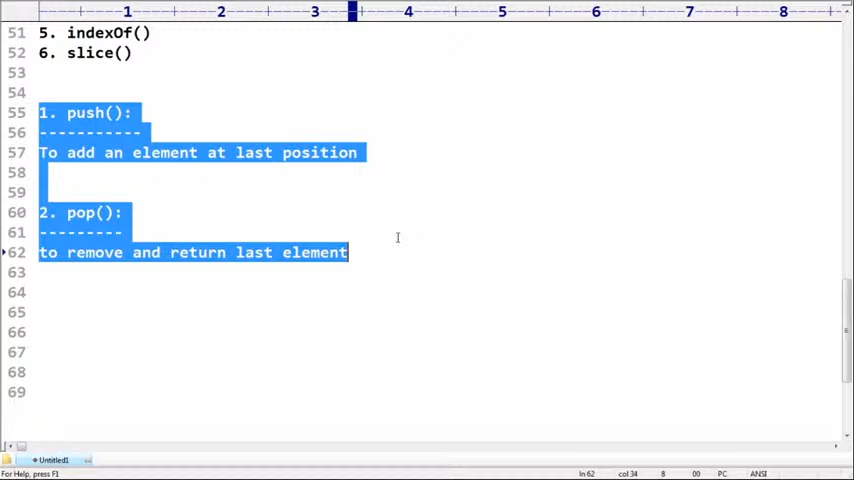 1 2 3 4 5 6 7 8
51 5. indexOf()
52 6. slice()
53
54
55 1. push():
56 -----------
57 To add an element at last position
58
59
60 2. pop():
61 ---------
62 to remove and return last element
63
64
65
66
67
68
69
Untitled1
For Help, press F1 ln 62 col 34 8 00 PC ANSI